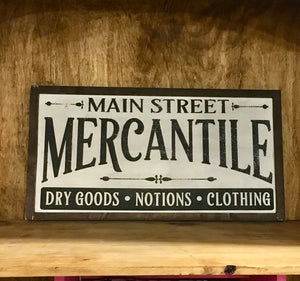 MAIN STREET
MERCANTILE
DRY GOODS • NOTIONS • CLOTHING